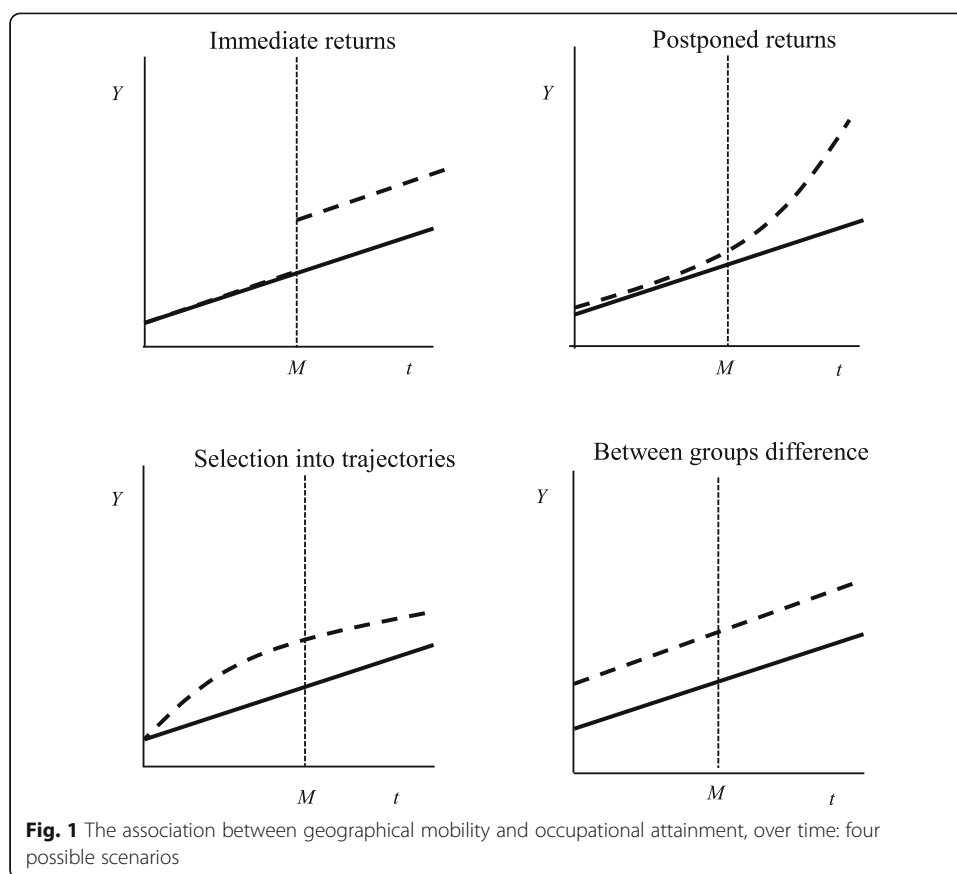 Immediate returns
Y
M
t
Postponed returns
Y
M
t
Selection into trajectories
Y
M
t
Between groups difference
Y
M
t
Fig. 1 The association between geographical mobility and occupational attainment, over time: four
possible scenarios